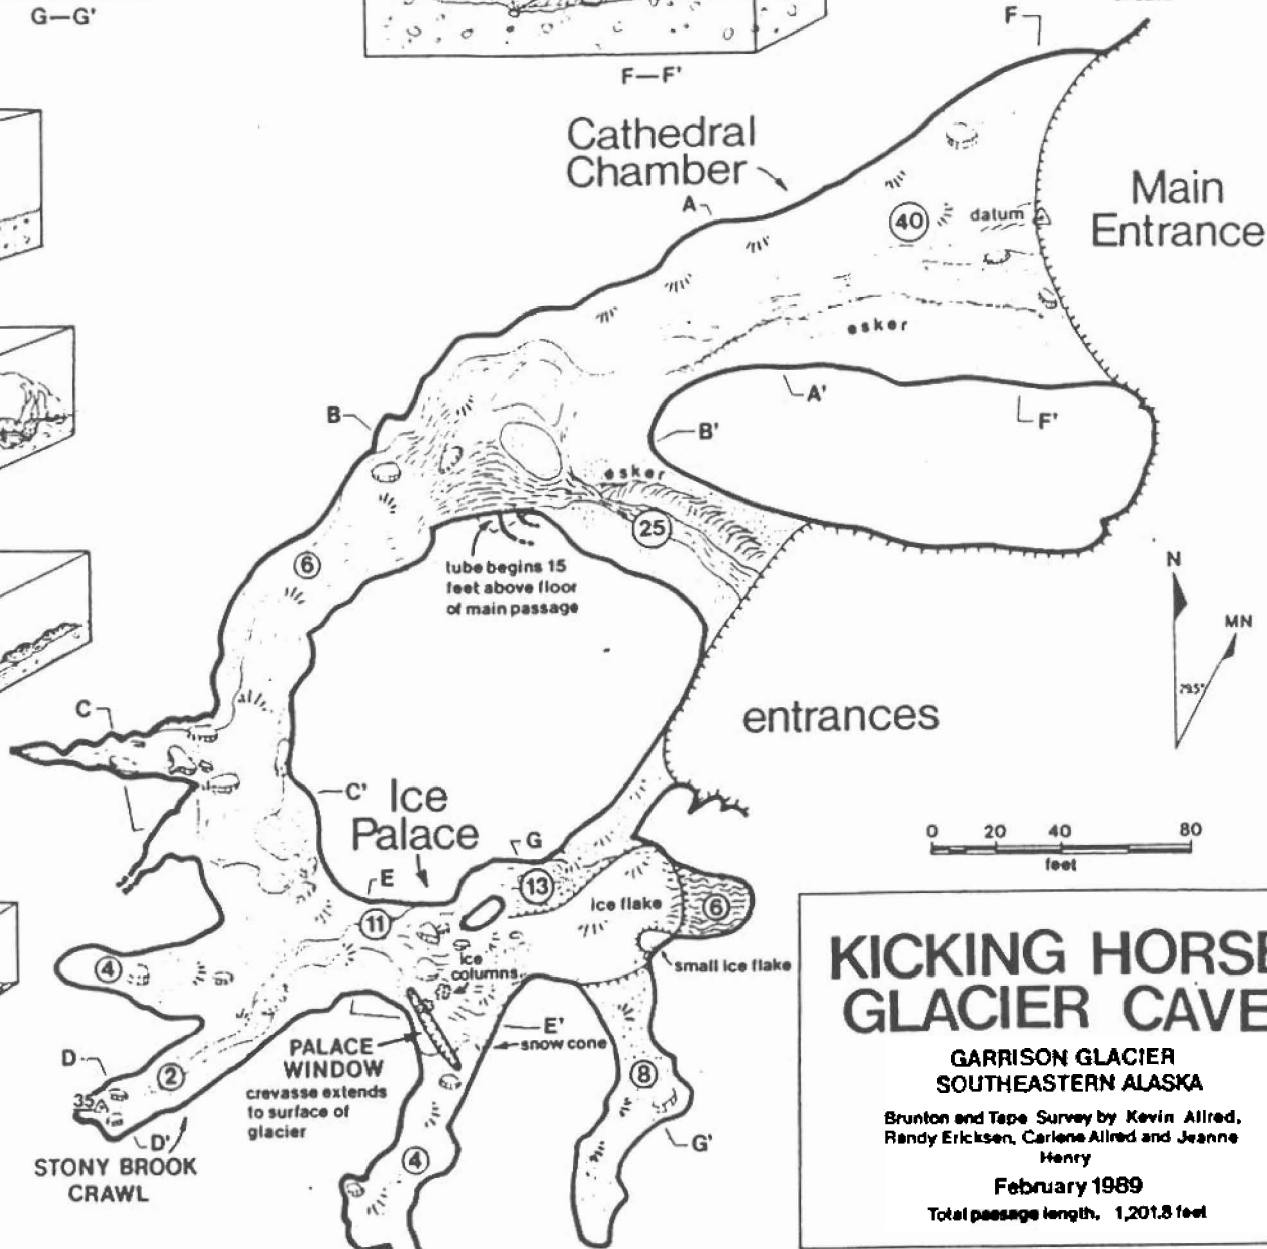 G—G'
F—F'
F
Cathedral
Chamber
A
40
datum
Main
Entrance
esker
A'
F'
B
B'
esker
25
6
tube begins 15
feet above floor
of main passage
N
MN
29.5°
C
entrances
C'
Ice
Palace
0 20 40 80
feet
G
E
13
11
ice flake
6
4
ice
columns
small ice flake
KICKING HORSE
GLACIER CAVE
E'
snow cone
PALACE
WINDOW
crevasse extends
to surface of
glacier
D
2
8
35
D'
G'
4
STONY BROOK
CRAWL
GARRISON GLACIER
SOUTHEASTERN ALASKA
Brunton and Tape Survey by Kevin Allred,
Randy Ericksen, Carlene Allred and Jeanne
Henry
February 1989
Total passage length, 1,201.8 feet